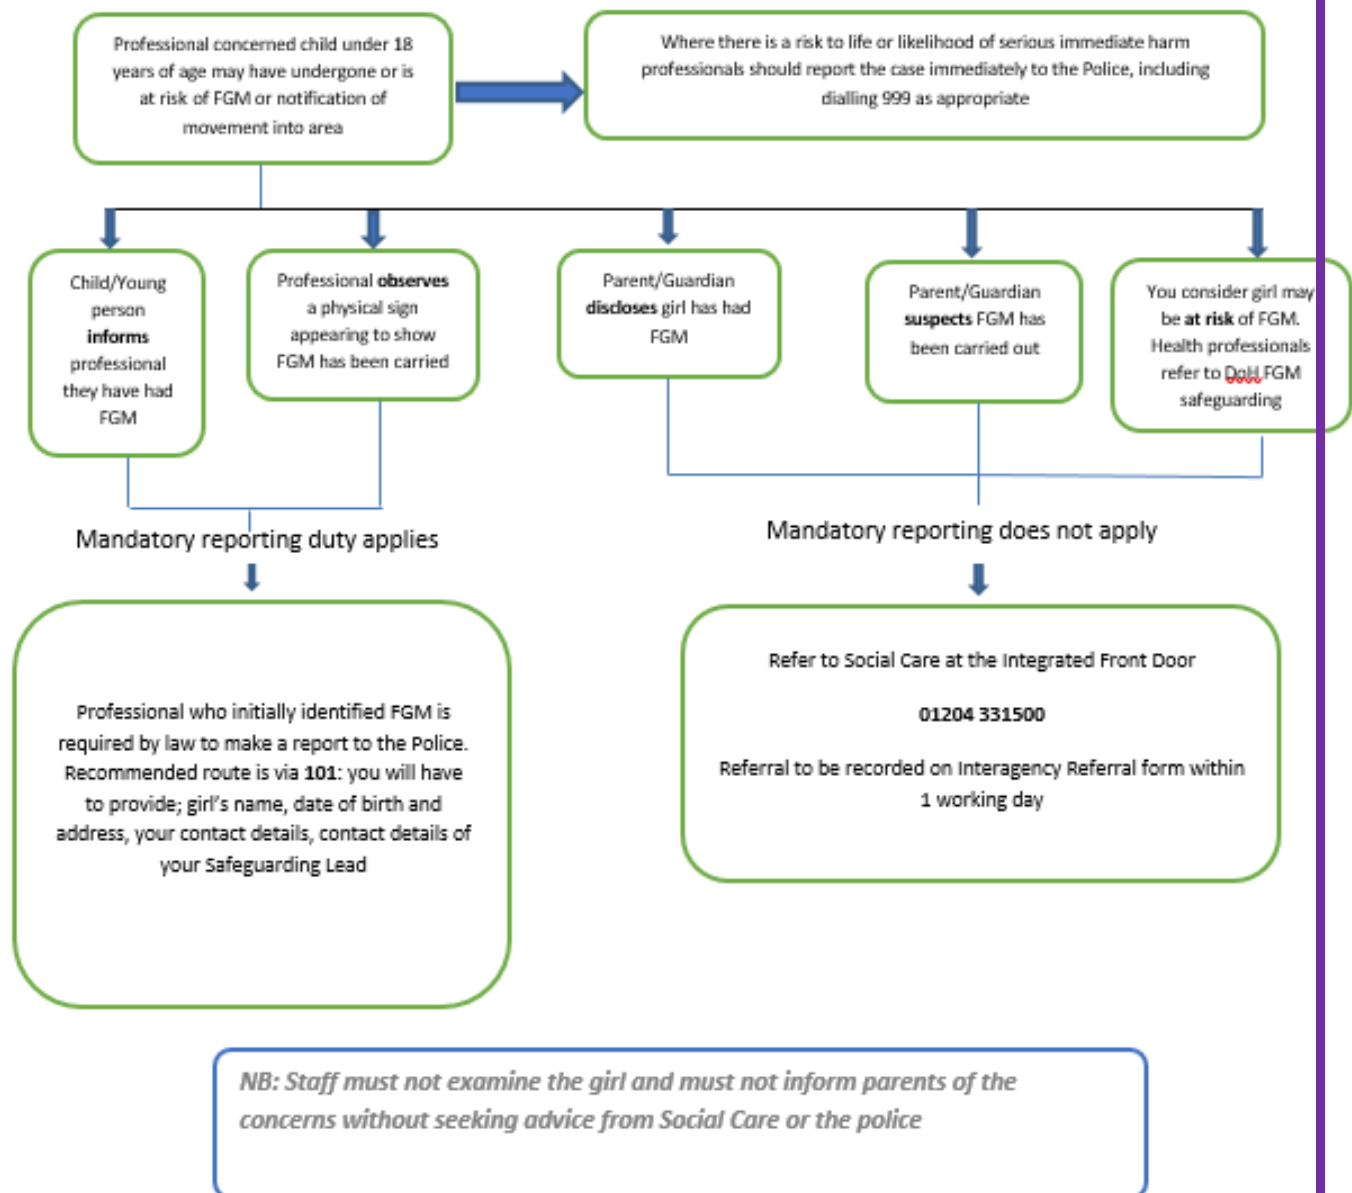 Professional concerned child under 18
years of age may have undergone or is
at risk of FGM or notification of
movement into area
Where there is a risk to life or likelihood of serious immediate harm
professionals should report the case immediately to the Police, including
dialling 999 as appropriate
Child/Young
person
informs
professional
they have had
FGM
Professional observes
a physical sign
appearing to show
FGM has been carried
Parent/Guardian
discloses girl has had
FGM
Parent/Guardian
suspects FGM has
been carried out
You consider girl may
be at risk of FGM.
Health professionals
refer to DoH FGM
safeguarding
Mandatory reporting duty applies
Mandatory reporting does not apply
Professional who initially identified FGM is
required by law to make a report to the Police.
Recommended route is via 101: you will have
to provide; girl's name, date of birth and
address, your contact details, contact details of
your Safeguarding Lead
Refer to Social Care at the Integrated Front Door
01204 331500
Referral to be recorded on Interagency Referral form within
1 working day
NB: Staff must not examine the girl and must not inform parents of the
concerns without seeking advice from Social Care or the police